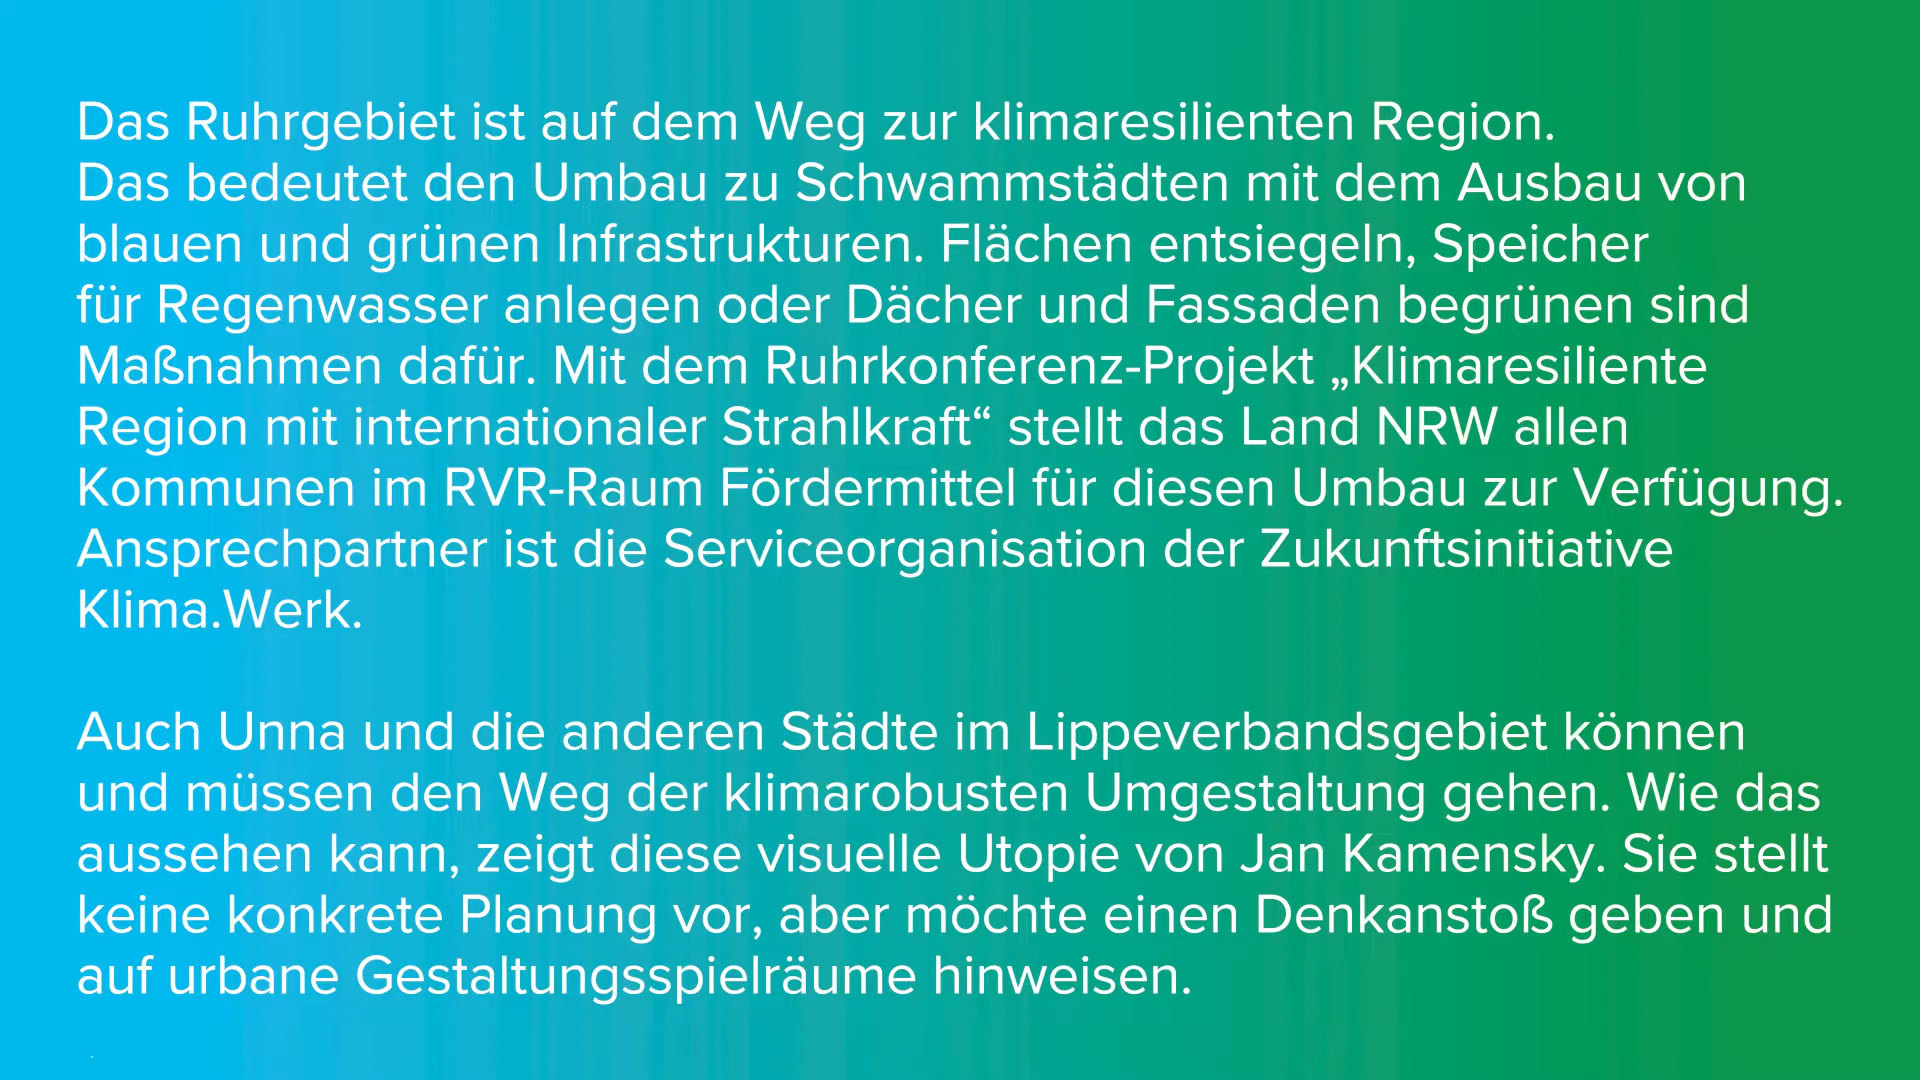 Das Ruhrgebiet ist auf dem Weg zur klimaresilienten Region.
Das bedeutet den Umbau zu Schwammstädten mit dem Ausbau von
blauen und grünen Infrastrukturen. Flächen entsiegeln, Speicher
für Regenwasser anlegen oder Dächer und Fassaden begrünen sind
Maßnahmen dafür. Mit dem Ruhrkonferenz-Projekt „Klimaresiliente
Region mit internationaler Strahlkraft“ stellt das Land NRW allen
Kommunen im RVR-Raum Fördermittel für diesen Umbau zur Verfügung.
Ansprechpartner ist die Serviceorganisation der Zukunftsinitiative
Klima.Werk.
Auch Unna und die anderen Städte im Lippeverbandsgebiet können
und müssen den Weg der klimarobusten Umgestaltung gehen. Wie das
aussehen kann, zeigt diese visuelle Utopie von Jan Kamensky. Sie stellt
keine konkrete Planung vor, aber möchte einen Denkanstoß geben und
auf urbane Gestaltungsspielräume hinweisen.